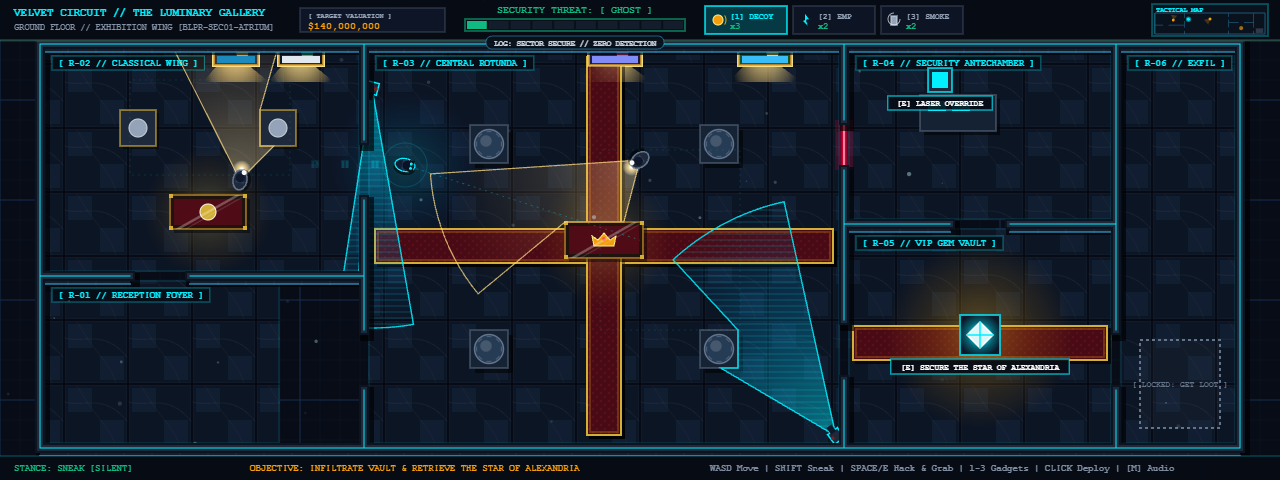 VELVET CIRCUIT // THE LUMINARY GALLERY
GROUND FLOOR // EXHIBITION WING [BLPR-SEC01-ATRIUM]
[ TARGET VALUATION ]
$140,000,000
SECURITY THREAT: [ GHOST ]
[1] DECOY
x3
[2] EMP
x2
[3] SMOKE
x2
TACTICAL MAP
LOG: SECTOR SECURE // ZERO DETECTION
[ R-02 // CLASSICAL WING ]
[ R-03 // CENTRAL ROTUNDA ]
[ R-04 // SECURITY ANTECHAMBER ]
[ R-06 // EXFIL ]
[E] LASER OVERRIDE
[ R-05 // VIP GEM VAULT ]
[ R-01 // RECEPTION FOYER ]
[E] SECURE THE STAR OF ALEXANDRIA
[ LOCKED: GET LOOT ]
STANCE: SNEAK [SILENT]
OBJECTIVE: INFILTRATE VAULT & RETRIEVE THE STAR OF ALEXANDRIA
WASD Move | SHIFT Sneak | SPACE/E Hack & Grab | 1-3 Gadgets | CLICK Deploy | [M] Audio